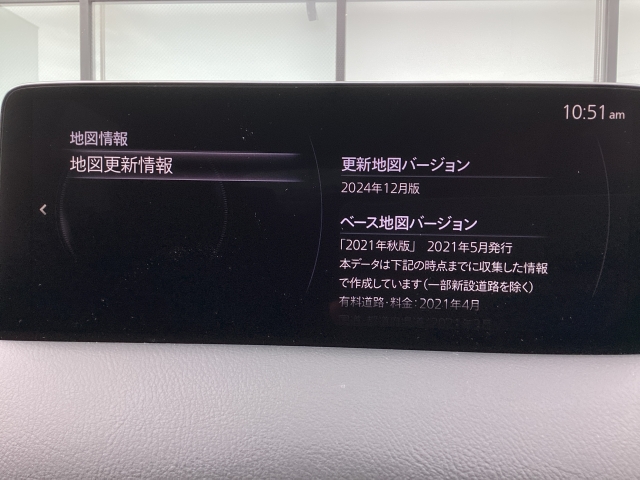 10:51 am
地図情報
地図更新情報
更新地図バージョン
2024年12月版
ベース地図バージョン
「2021年秋版」 2021年5月発行
本データは下記の時点までに収集した情報
で作成しています(一部新設道路を除く)
有料道路・料金:2021年4月